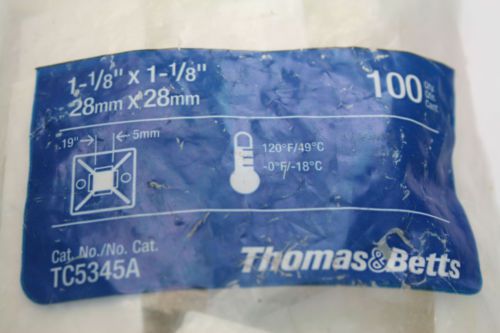 1-1/8" x 1-1/8"
28mm x 28mm
100
Cant.
.19"
5mm
120°F/49°C
-0°F/-18°C
Cat. No./No. Cat.
TC5345A
Thomas&Betts